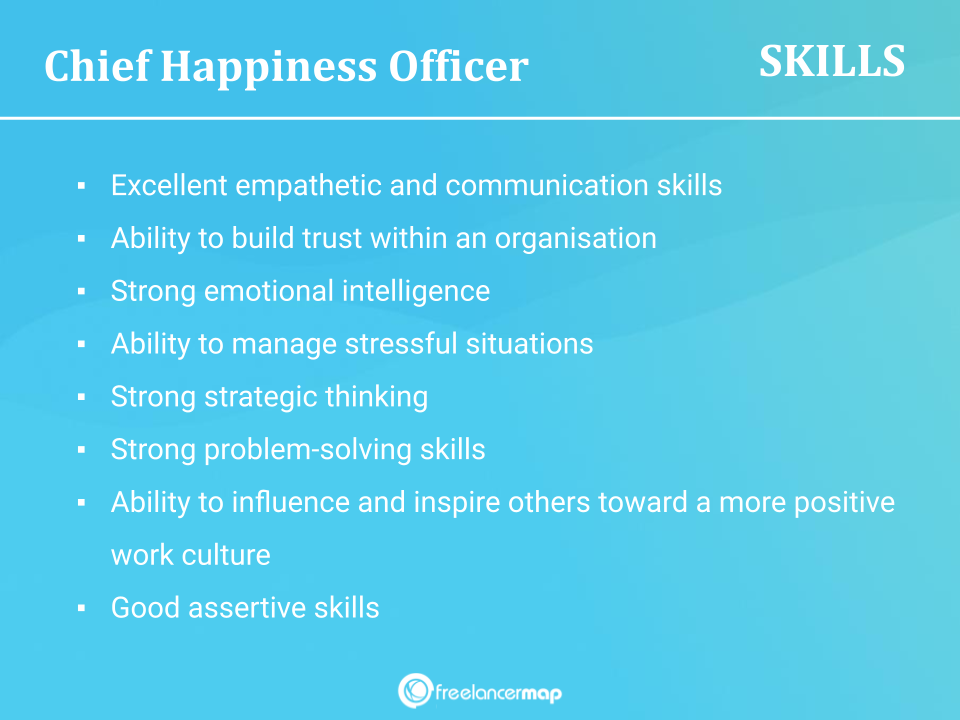 Chief Happiness Officer
SKILLS
▪ Excellent empathetic and communication skills
▪ Ability to build trust within an organisation
▪ Strong emotional intelligence
▪ Ability to manage stressful situations
▪ Strong strategic thinking
▪ Strong problem-solving skills
▪ Ability to influence and inspire others toward a more positive
work culture
▪ Good assertive skills
freelancermap